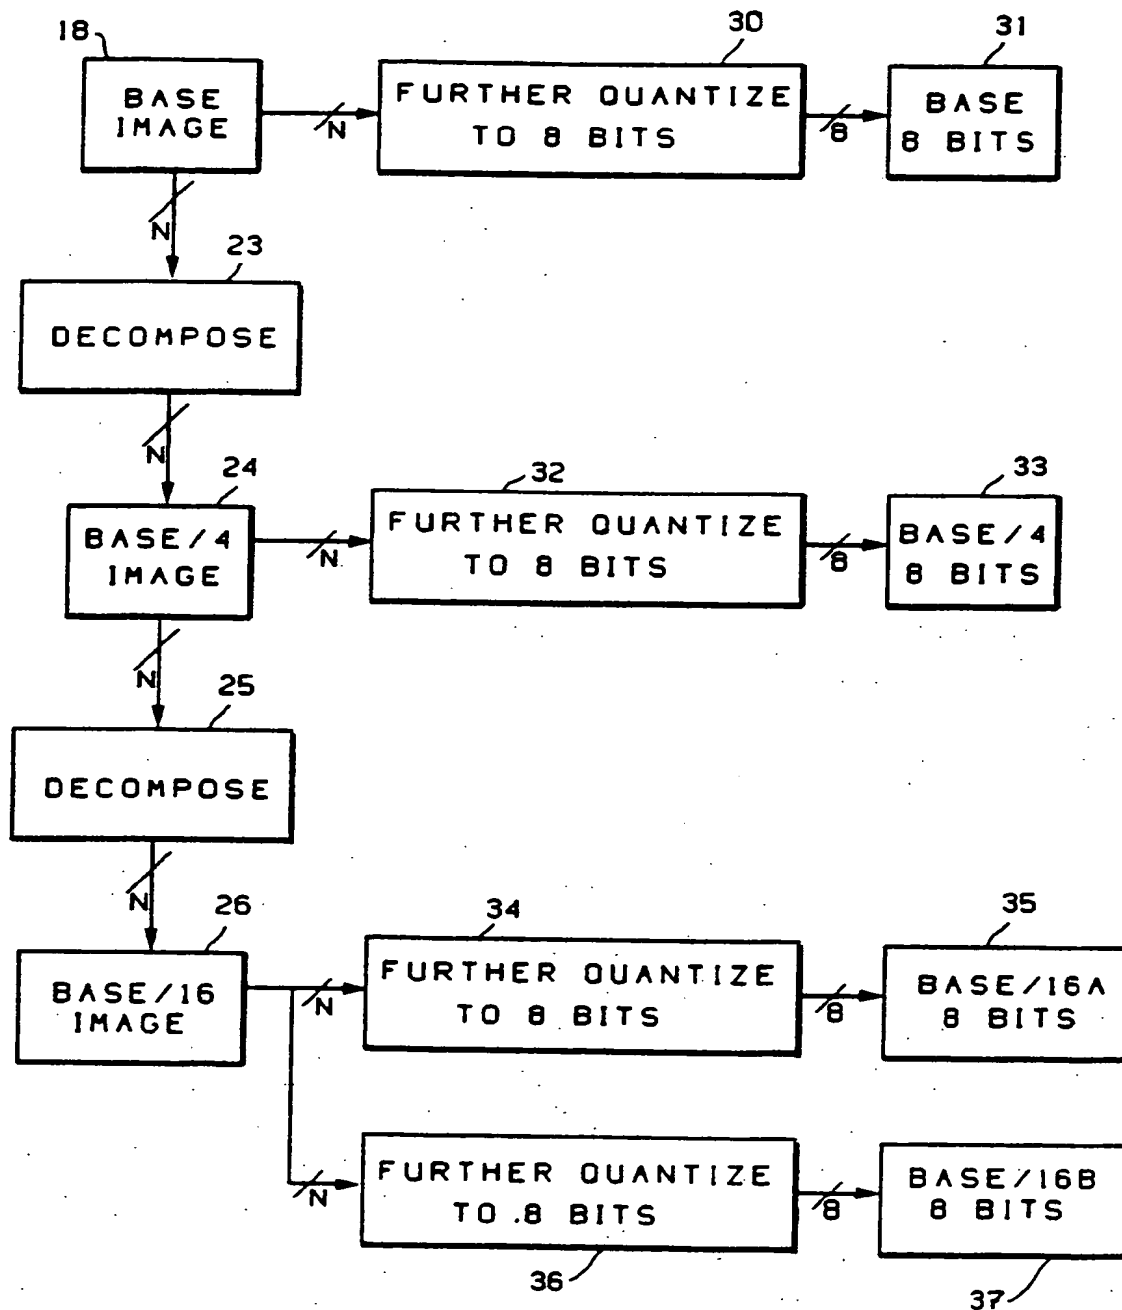 18
30
31
BASE
IMAGE
N
FURTHER QUANTIZE
TO 8 BITS
8
BASE
8 BITS
N
23
DECOMPOSE
N
24
32
33
BASE/4
IMAGE
N
FURTHER QUANTIZE
TO 8 BITS
8
BASE/4
8 BITS
N
25
DECOMPOSE
N
26
34
35
BASE/16
IMAGE
N
FURTHER QUANTIZE
TO 8 BITS
8
BASE/16A
8 BITS
N
FURTHER QUANTIZE
TO .8 BITS
8
BASE/16B
8 BITS
36
37